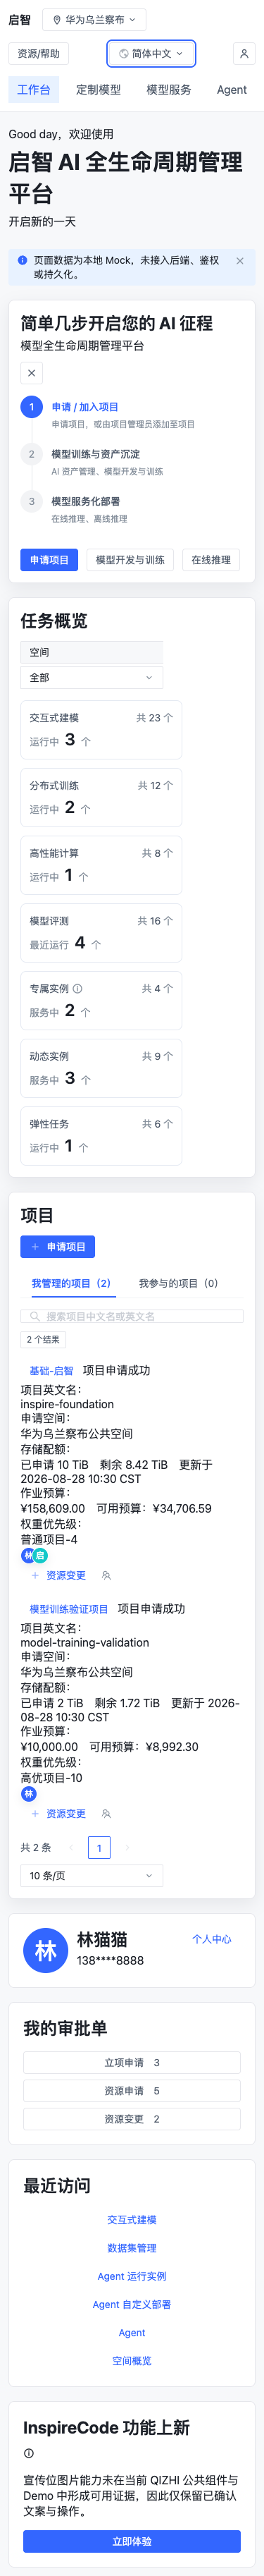 启智 华为乌兰察布
资源/帮助 简体中文
工作台 定制模型 模型服务 Agent
Good day，欢迎使用
启智 AI 全生命周期管理
平台
开启新的一天
页面数据为本地 Mock，未接入后端、鉴权
或持久化。
简单几步开启您的 AI 征程
模型全生命周期管理平台
1 申请 / 加入项目
申请项目，或由项目管理员添加至项目
2 模型训练与资产沉淀
AI 资产管理、模型开发与训练
3 模型服务化部署
在线推理、离线推理
申请项目 模型开发与训练 在线推理
任务概览
空间
全部
交互式建模 共 23 个
运行中 3 个
分布式训练 共 12 个
运行中 2 个
高性能计算 共 8 个
运行中 1 个
模型评测 共 16 个
最近运行 4 个
专属实例 共 4 个
服务中 2 个
动态实例 共 9 个
服务中 3 个
弹性任务 共 6 个
运行中 1 个
项目
申请项目
我管理的项目（2） 我参与的项目（0）
搜索项目中文名或英文名
2 个结果
基础-启智 项目申请成功
项目英文名：
inspire-foundation
申请空间：
华为乌兰察布公共空间
存储配额：
已申请 10 TiB 剩余 8.42 TiB 更新于
2026-08-28 10:30 CST
作业预算：
¥158,609.00 可用预算：¥34,706.59
权重优先级：
普通项目-4
林 启
资源变更
模型训练验证项目 项目申请成功
项目英文名：
model-training-validation
申请空间：
华为乌兰察布公共空间
存储配额：
已申请 2 TiB 剩余 1.72 TiB 更新于 2026-
08-28 10:30 CST
作业预算：
¥10,000.00 可用预算：¥8,992.30
权重优先级：
高优项目-10
林
资源变更
共 2 条 1
10 条/页
林 林猫猫 个人中心
138****8888
我的审批单
立项申请 3
资源申请 5
资源变更 2
最近访问
交互式建模
数据集管理
Agent 运行实例
Agent 自定义部署
Agent
空间概览
InspireCode 功能上新
宣传位图片能力未在当前 QIZHI 公共组件与
Demo 中形成可用证据，因此仅保留已确认
文案与操作。
立即体验